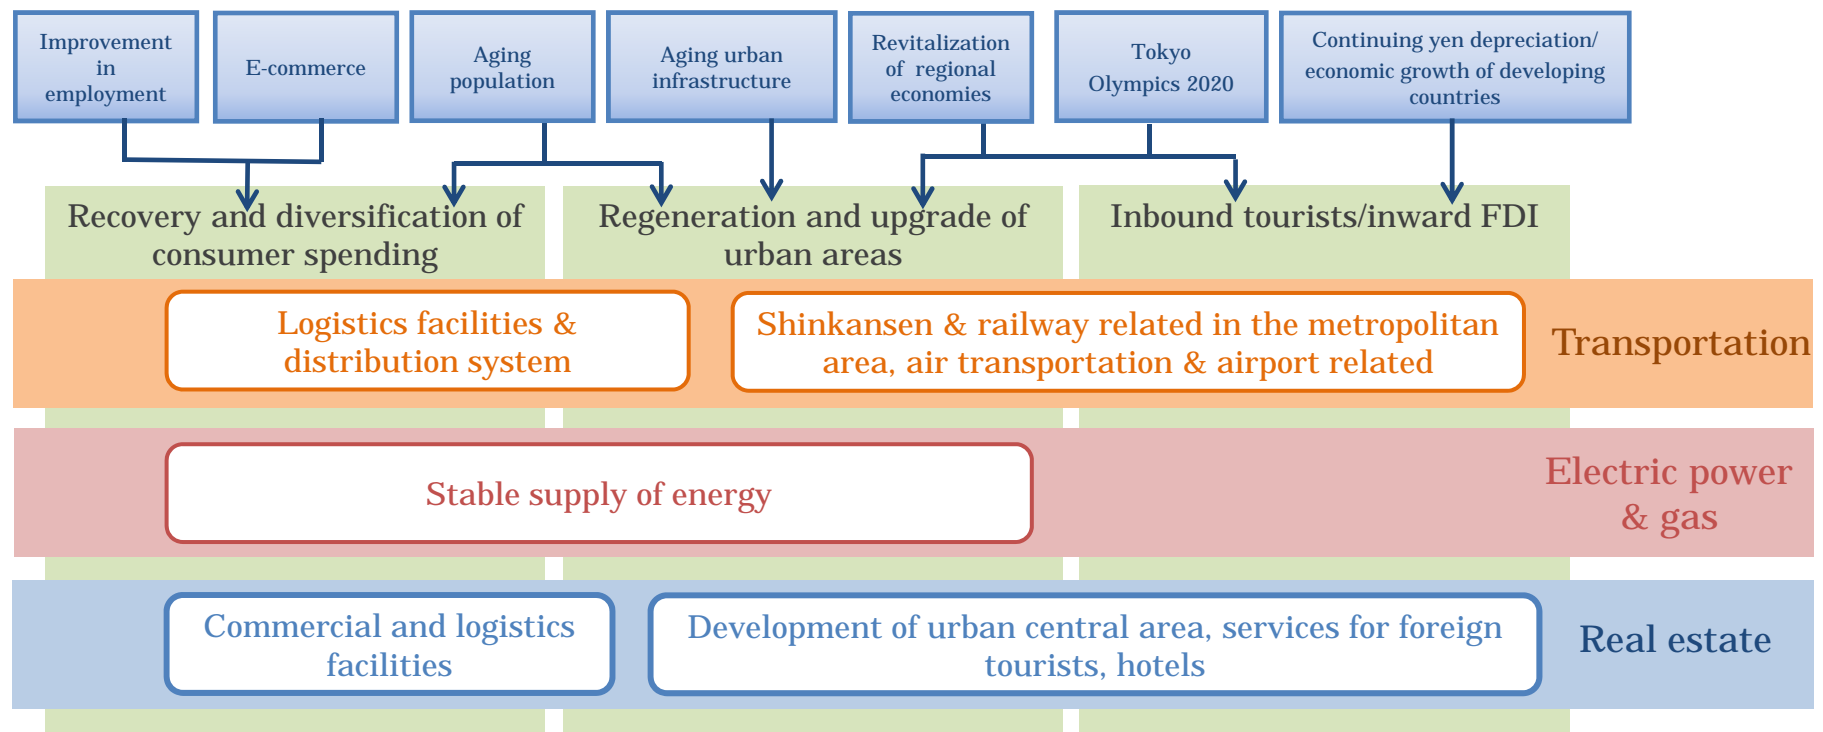 Improvement
in
employment
E-commerce
Aging
population
Aging urban
infrastructure
Revitalization
of regional
economies
Tokyo
Olympics 2020
Continuing yen depreciation/
economic growth of developing
countries
Recovery and diversification of
consumer spending
Regeneration and upgrade of
urban areas
Inbound tourists/inward FDI
Logistics facilities &
distribution system
Shinkansen & railway related in the metropolitan
area, air transportation & airport related
Transportation
Stable supply of energy
Electric power
& gas
Commercial and logistics
facilities
Development of urban central area, services for foreign
tourists, hotels
Real estate